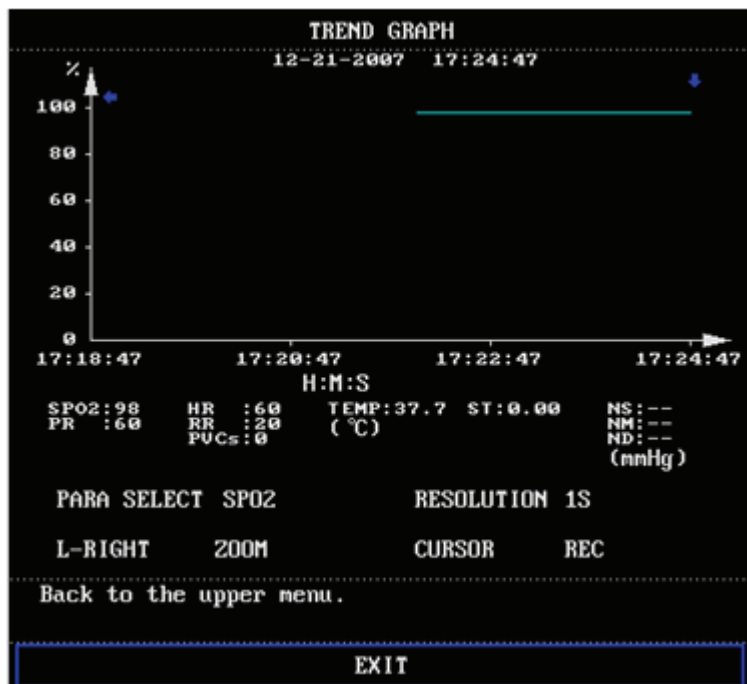 TREND GRAPH
12-21-2007 17:24:47
%
100
80
60
40
20
0
17:18:47 17:20:47 17:22:47 17:24:47
H:M:S
SPO2:98 HR :60 TEMP:37.7 ST:0.00 NS:--
PR :60 RR :20 (℃) NM:--
PVCs:0 ND:--
(mmHg)
PARA SELECT SPO2 RESOLUTION 1S
L-RIGHT ZOOM CURSOR REC
Back to the upper menu.
EXIT